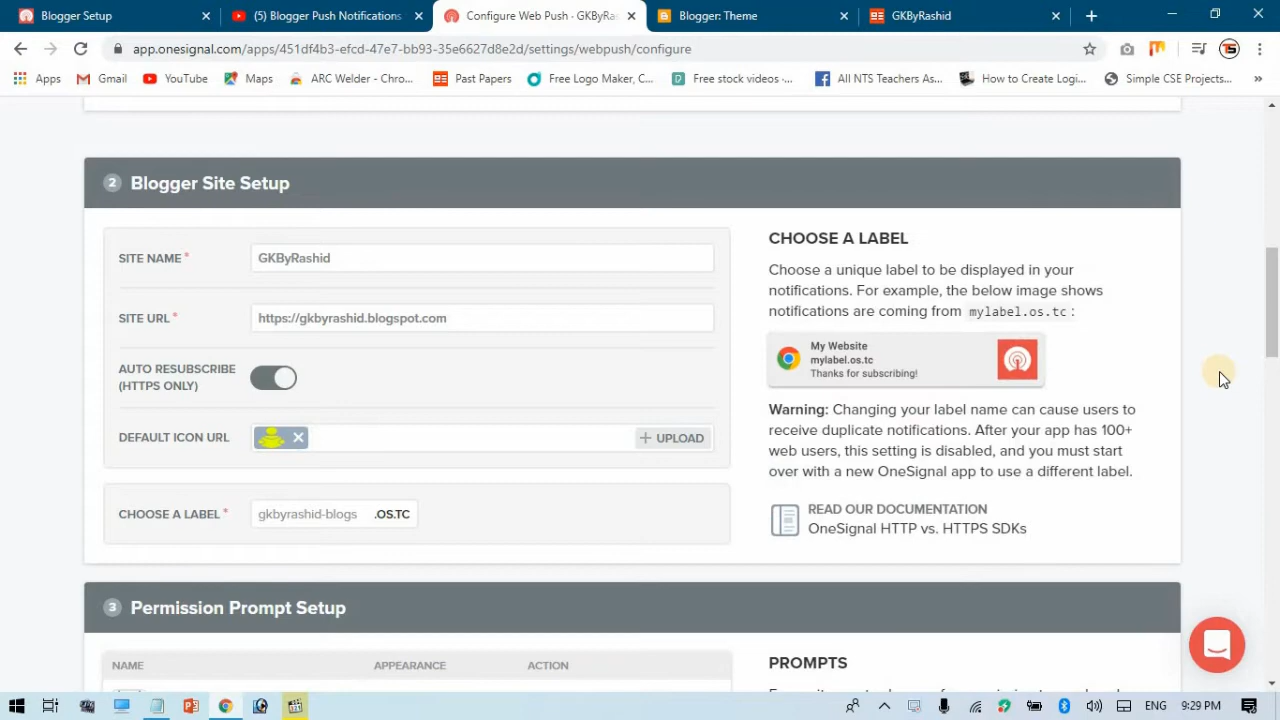 Blogger Setup
(5) Blogger Push Notifications
Configure Web Push - GKByRa
Blogger: Theme
GKByRashid
app.onesignal.com/apps/451df4b3-efcd-47e7-bb93-35e6627d8e2d/settings/webpush/configure
Apps
Gmail
YouTube
Maps
ARC Welder - Chro...
Past Papers
Free Logo Maker, C...
Free stock videos -...
All NTS Teachers As...
How to Create Logi...
Simple CSE Projects...
»
2 Blogger Site Setup
SITE NAME *
GKByRashid
SITE URL *
https://gkbyrashid.blogspot.com
AUTO RESUBSCRIBE
(HTTPS ONLY)
DEFAULT ICON URL
+ UPLOAD
CHOOSE A LABEL *
gkbyrashid-blogs .OS.TC
CHOOSE A LABEL
Choose a unique label to be displayed in your
notifications. For example, the below image shows
notifications are coming from mylabel.os.tc:
My Website
mylabel.os.tc
Thanks for subscribing!
Warning: Changing your label name can cause users to
receive duplicate notifications. After your app has 100+
web users, this setting is disabled, and you must start
over with a new OneSignal app to use a different label.
READ OUR DOCUMENTATION
OneSignal HTTP vs. HTTPS SDKs
3 Permission Prompt Setup
NAME
APPEARANCE
ACTION
PROMPTS
ENG
9:29 PM